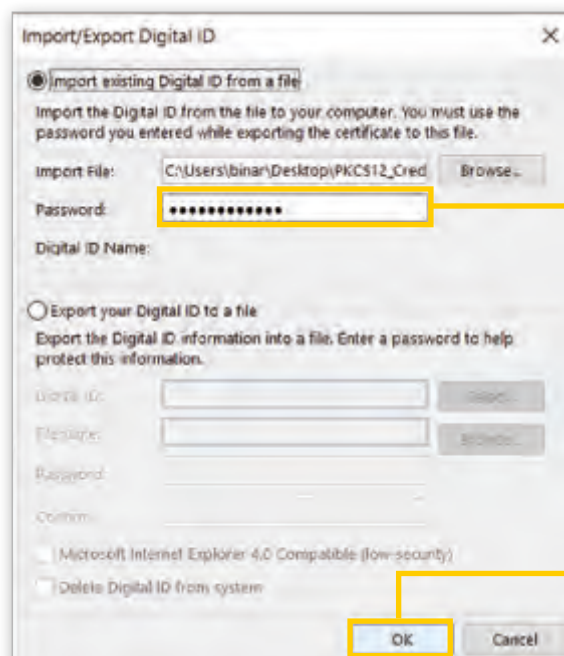 Import/Export Digital ID
Import existing Digital ID from a file
Import the Digital ID from the file to your computer. You must use the
password you entered while exporting the certificate to this file.
Import File: C:\Users\binar\Desktop\PKCS12_Cred Browse...
Password: ••••••••••••
Digital ID Name:
Export your Digital ID to a file
Export the Digital ID information into a file. Enter a password to help
protect this information.
Digital ID: Select...
Filename: Browse...
Password:
Confirm:
Microsoft Internet Explorer 4.0 Compatible (low-security)
Delete Digital ID from system
OK Cancel